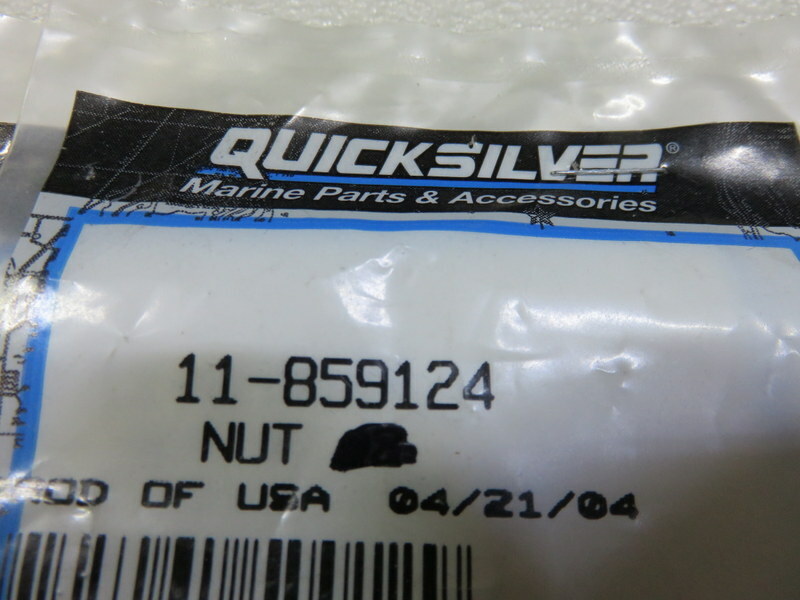 QUICKSILVER®
Marine Parts & Accessories
11-859124
NUT
OF USA 04/21/04